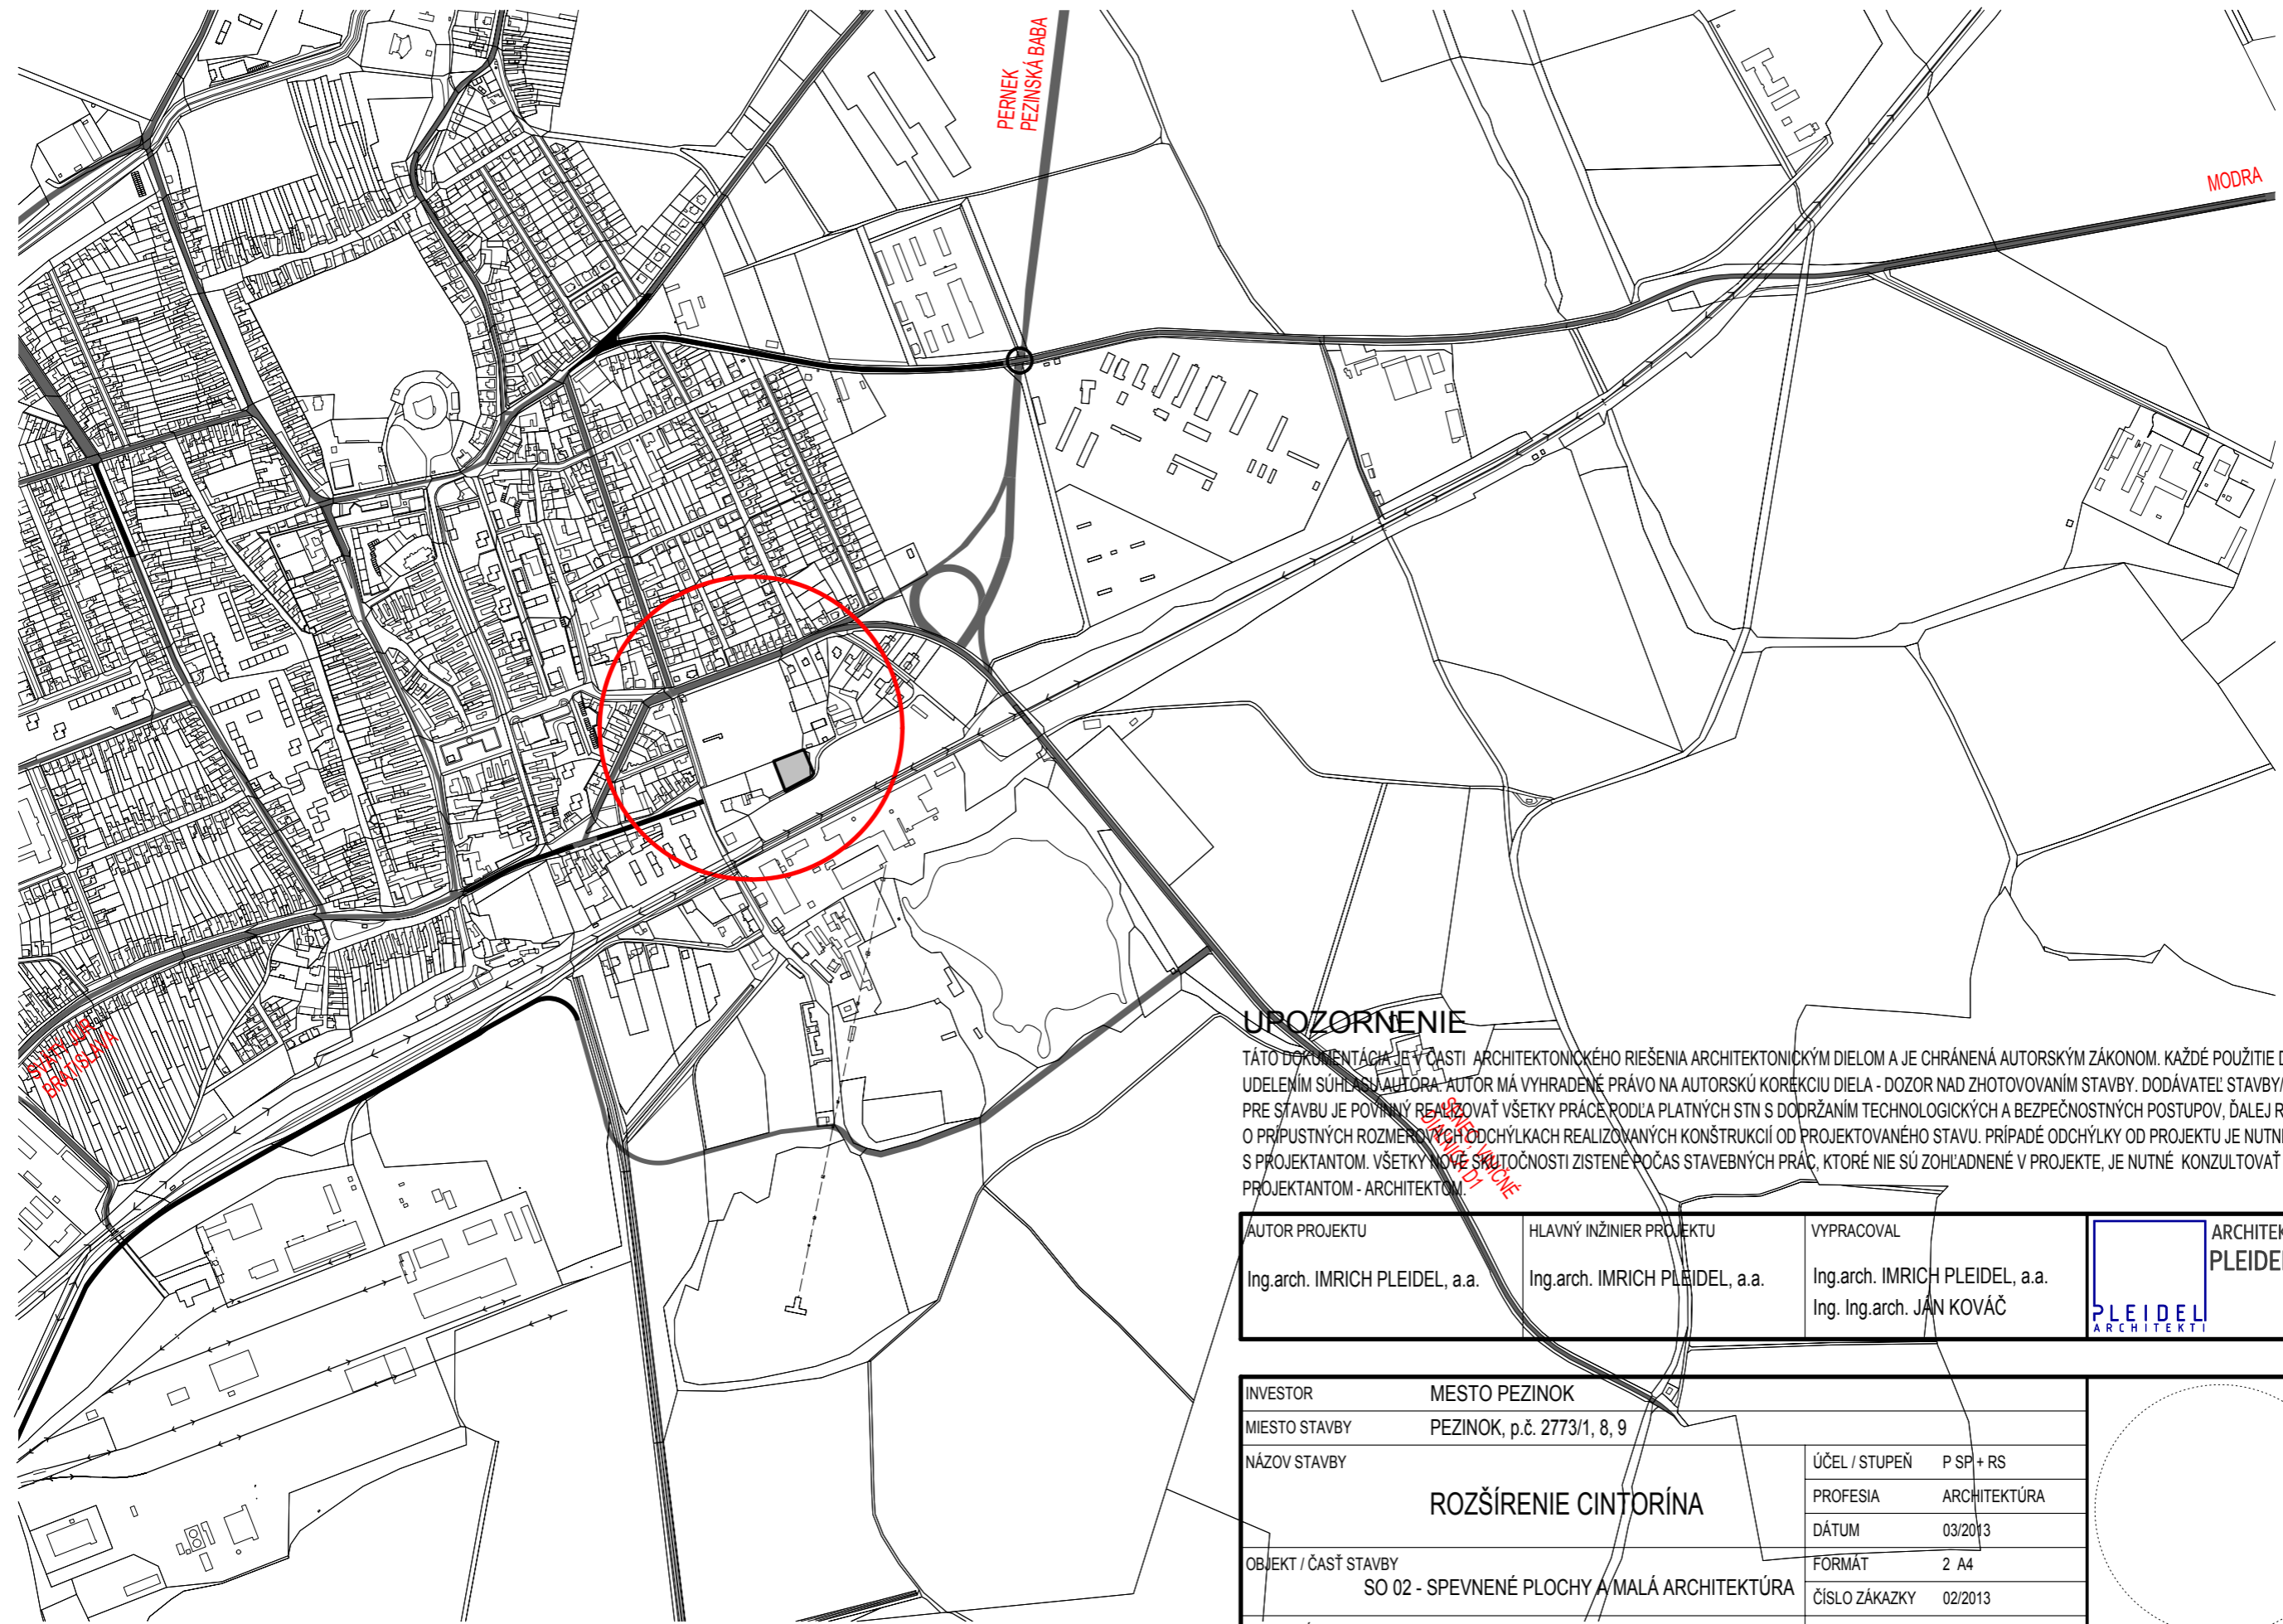 PERNEK
PEZINSKÁ BABA
MODRA
SVÄTÝ JUR
BRATISLAVA
SENEC, VINIČNÉ
DIAĽNICA D1
UPOZORNENIE
TÁTO DOKUMENTÁCIA JE V ČASTI ARCHITEKTONICKÉHO RIEŠENIA ARCHITEKTONICKÝM DIELOM A JE CHRÁNENÁ AUTORSKÝM ZÁKONOM. KAŽDÉ POUŽITIE
UDELENÍM SÚHLASU AUTORA. AUTOR MÁ VYHRADENÉ PRÁVO NA AUTORSKÚ KOREKCIU DIELA - DOZOR NAD ZHOTOVOVANÍM STAVBY. DODÁVATEĽ STAVBY/
PRE STAVBU JE POVINNÝ REALIZOVAŤ VŠETKY PRÁCE PODĽA PLATNÝCH STN S DODRŽANÍM TECHNOLOGICKÝCH A BEZPEČNOSTNÝCH POSTUPOV, ĎALEJ
O PRÍPUSTNÝCH ROZMEROVÝCH ODCHÝLKACH REALIZOVANÝCH KONŠTRUKCIÍ OD PROJEKTOVANÉHO STAVU. PRÍPADÉ ODCHÝLKY OD PROJEKTU JE
S PROJEKTANTOM. VŠETKY NOVÉ SKUTOČNOSTI ZISTENÉ POČAS STAVEBNÝCH PRÁC, KTORÉ NIE SÚ ZOHĽADNENÉ V PROJEKTE, JE NUTNÉ KONZULTOVAŤ
PROJEKTANTOM - ARCHITEKTOM.
AUTOR PROJEKTU
Ing.arch. IMRICH PLEIDEL, a.a.
HLAVNÝ INŽINIER PROJEKTU
Ing.arch. IMRICH PLEIDEL, a.a.
VYPRACOVAL
Ing.arch. IMRICH PLEIDEL, a.a.
Ing. Ing.arch. JÁN KOVÁČ
PLEIDEL
ARCHITEKTI
INVESTOR MESTO PEZINOK
MIESTO STAVBY PEZINOK, p.č. 2773/1, 8, 9
NÁZOV STAVBY
ROZŠÍRENIE CINTORÍNA
ÚČEL / STUPEŇ P SP + RS
PROFESIA ARCHITEKTÚRA
DÁTUM 03/2013
OBJEKT / ČASŤ STAVBY
SO 02 - SPEVNENÉ PLOCHY A MALÁ ARCHITEKTÚRA
FORMÁT 2 A4
ČÍSLO ZÁKAZKY 02/2013